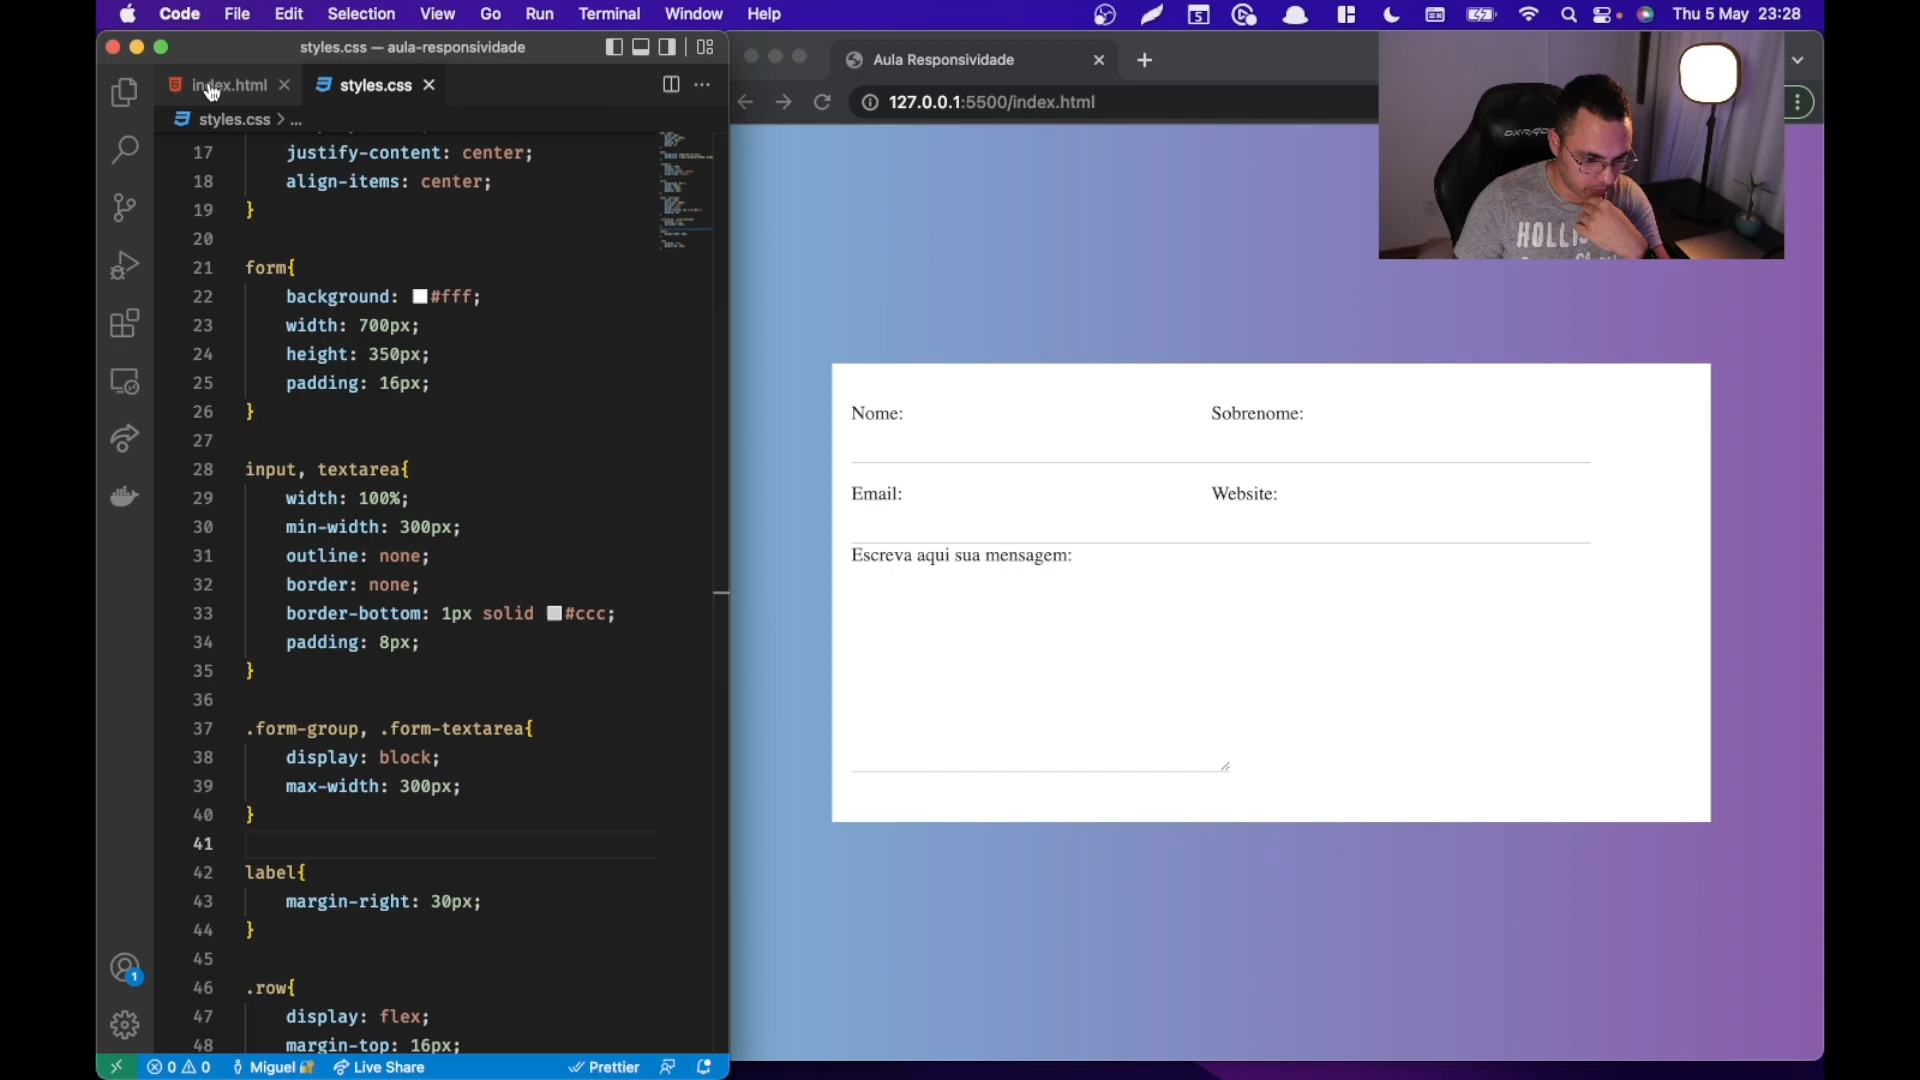 Code File Edit Selection View Go Run Terminal Window Help
5
Thu 5 May 23:28
styles.css — aula-responsividade
index.html
styles.css
styles.css > ...
17 justify-content: center;
18 align-items: center;
19 }
20
21 form{
22 background: #fff;
23 width: 700px;
24 height: 350px;
25 padding: 16px;
26 }
27
28 input, textarea{
29 width: 100%;
30 min-width: 300px;
31 outline: none;
32 border: none;
33 border-bottom: 1px solid #ccc;
34 padding: 8px;
35 }
36
37 .form-group, .form-textarea{
38 display: block;
39 max-width: 300px;
40 }
41
42 label{
43 margin-right: 30px;
44 }
45
46 .row{
47 display: flex;
48 margin-top: 16px;
1
0 0 Miguel Live Share Prettier
Aula Responsividade
127.0.0.1:5500/index.html
Nome: Sobrenome:
Email: Website:
Escreva aqui sua mensagem: